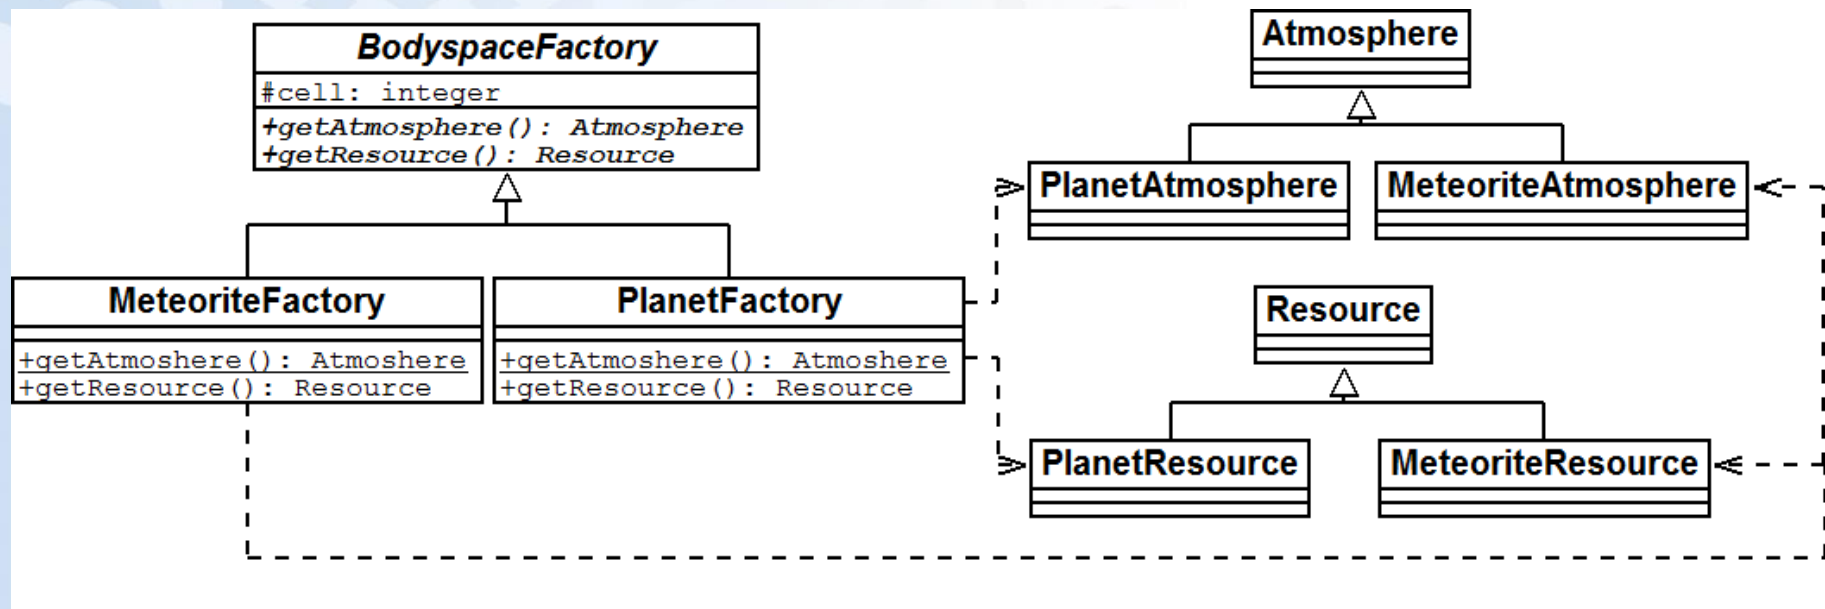 BodyspaceFactory
#cell: integer
+getAtmosphere(): Atmosphere
+getResource(): Resource
MeteoriteFactory
+getAtmoshere(): Atmoshere
+getResource(): Resource
PlanetFactory
+getAtmoshere(): Atmoshere
+getResource(): Resource
Atmosphere
PlanetAtmosphere
MeteoriteAtmosphere
Resource
PlanetResource
MeteoriteResource